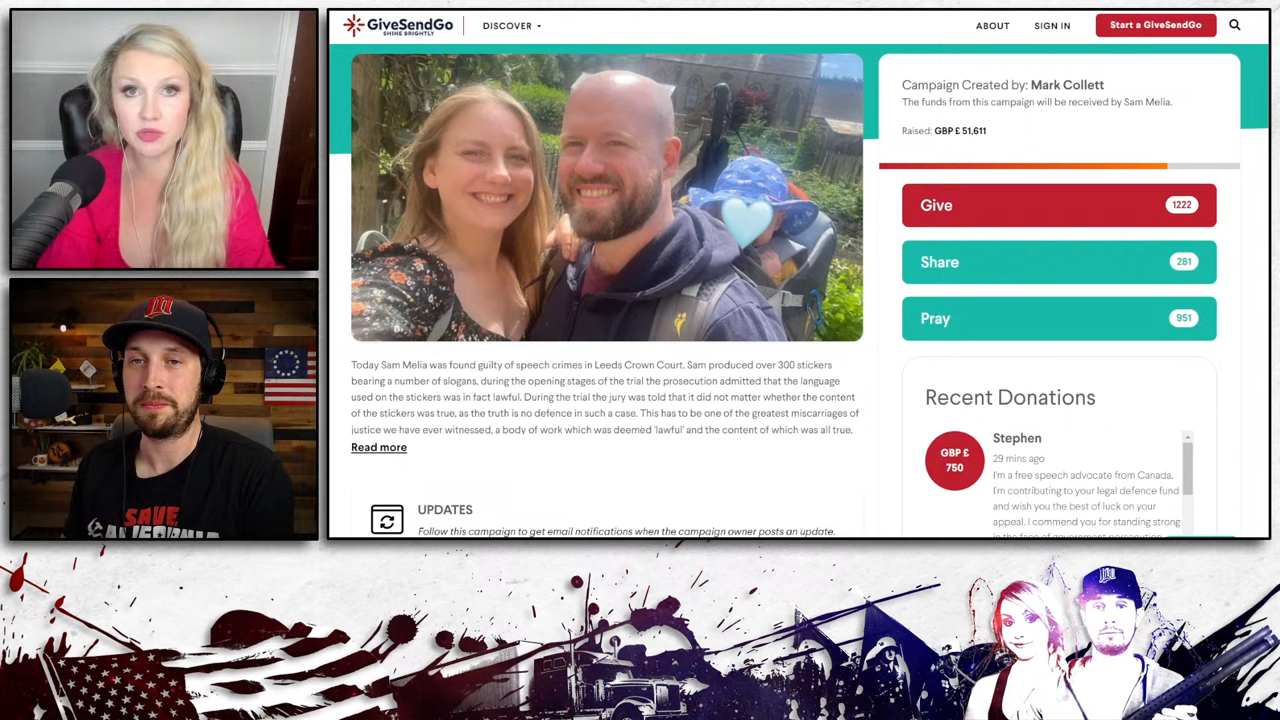 GiveSendGo
SHINE BRIGHTLY
DISCOVER
ABOUT
SIGN IN
Start a GiveSendGo
Campaign Created by: Mark Collett
The funds from this campaign will be received by Sam Melia.
Raised: GBP £ 51,611
Give 1222
Share 281
Pray 951
Today Sam Melia was found guilty of speech crimes in Leeds Crown Court. Sam produced over 300 stickers
bearing a number of slogans, during the opening stages of the trial the prosecution admitted that the language
used on the stickers was in fact lawful. During the trial the jury was told that it did not matter whether the content
of the stickers was true, as the truth is no defence in such a case. This has to be one of the greatest miscarriages of
justice we have ever witnessed, a body of work which was deemed 'lawful' and the content of which was all true,
Read more
UPDATES
Follow this campaign to get email notifications when the campaign owner posts an update.
Recent Donations
GBP £
750
Stephen
29 mins ago
I'm a free speech advocate from Canada.
I'm contributing to your legal defence fund
and wish you the best of luck on your
appeal. I commend you for standing strong
in the face of government persecution
SAVE
CALIFORNIA